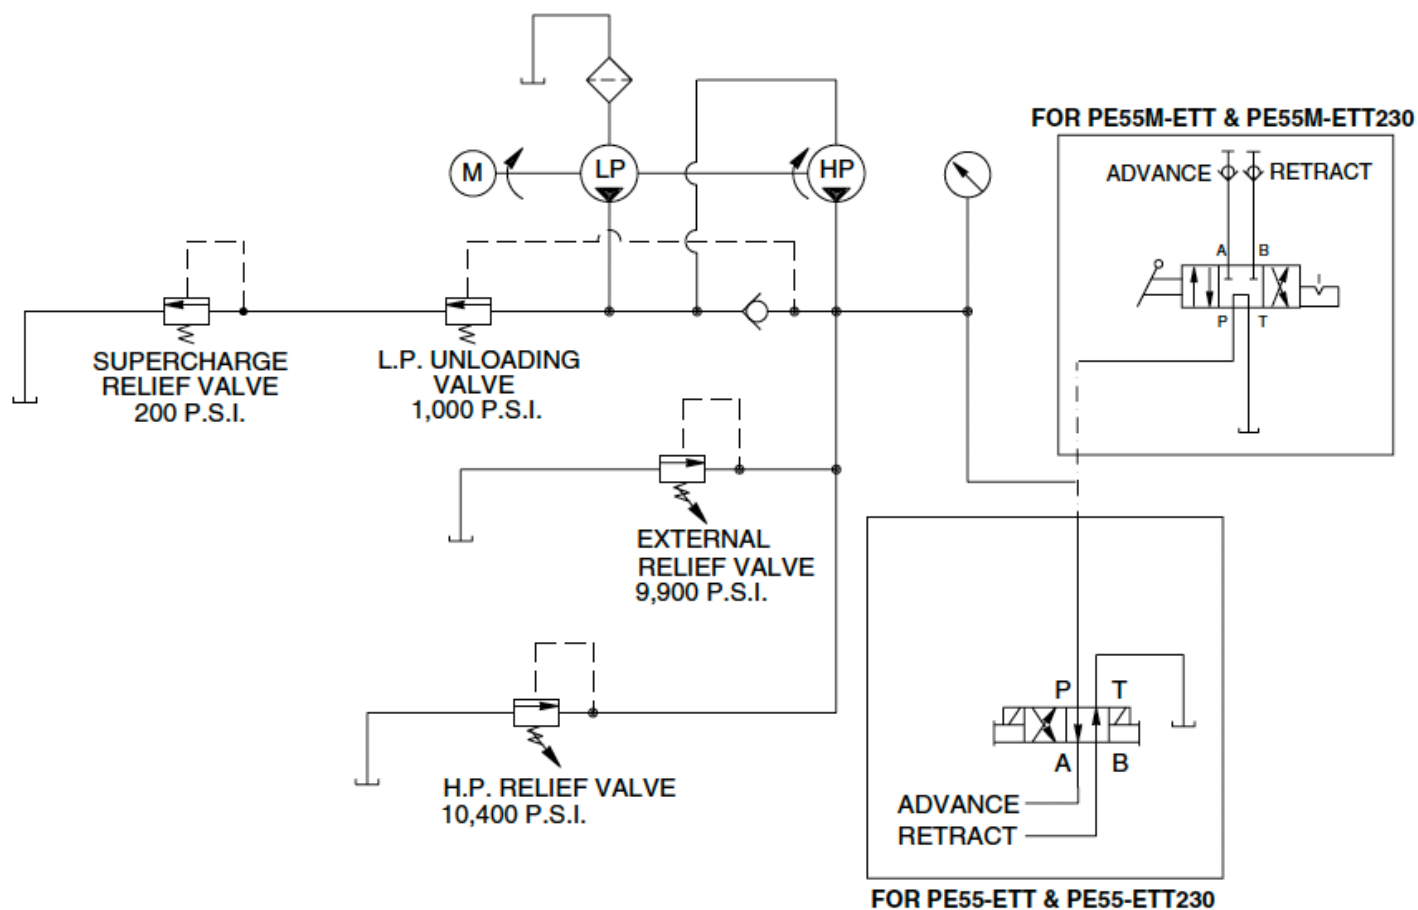 FOR PE55M-ETT & PE55M-ETT230
M
LP
HP
ADVANCE
RETRACT
A
B
P
T
SUPERCHARGE
RELIEF VALVE
200 P.S.I.
L.P. UNLOADING
VALVE
1,000 P.S.I.
EXTERNAL
RELIEF VALVE
9,900 P.S.I.
P
T
A
B
H.P. RELIEF VALVE
10,400 P.S.I.
ADVANCE
RETRACT
FOR PE55-ETT & PE55-ETT230